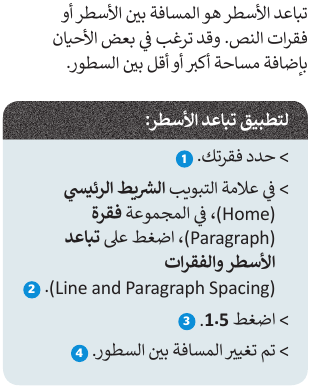 تباعد الأسطر هو المسافة بين الأسطر أو
فقرات النص. وقد ترغب في بعض الأحيان
بإضافة مساحة أكبر أو أقل بين السطور.
لتطبيق تباعد الأسطر:
> حدد فقرتك. 1
> في علامة التبويب الشريط الرئيسي
(Home)، في المجموعة فقرة
(Paragraph)، اضغط على تباعد
الأسطر والفقرات
(Line and Paragraph Spacing). 2
> اضغط 1.5. 3
> تم تغيير المسافة بين السطور. 4